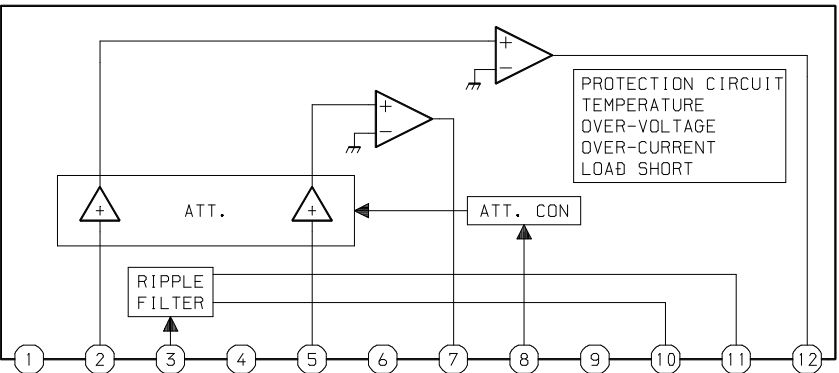 +
−
PROTECTION CIRCUIT
TEMPERATURE
OVER-VOLTAGE
OVER-CURRENT
LOAD SHORT
+
−
+
ATT.
+
ATT. CON
RIPPLE
FILTER
1 2 3 4 5 6 7 8 9 10 11 12